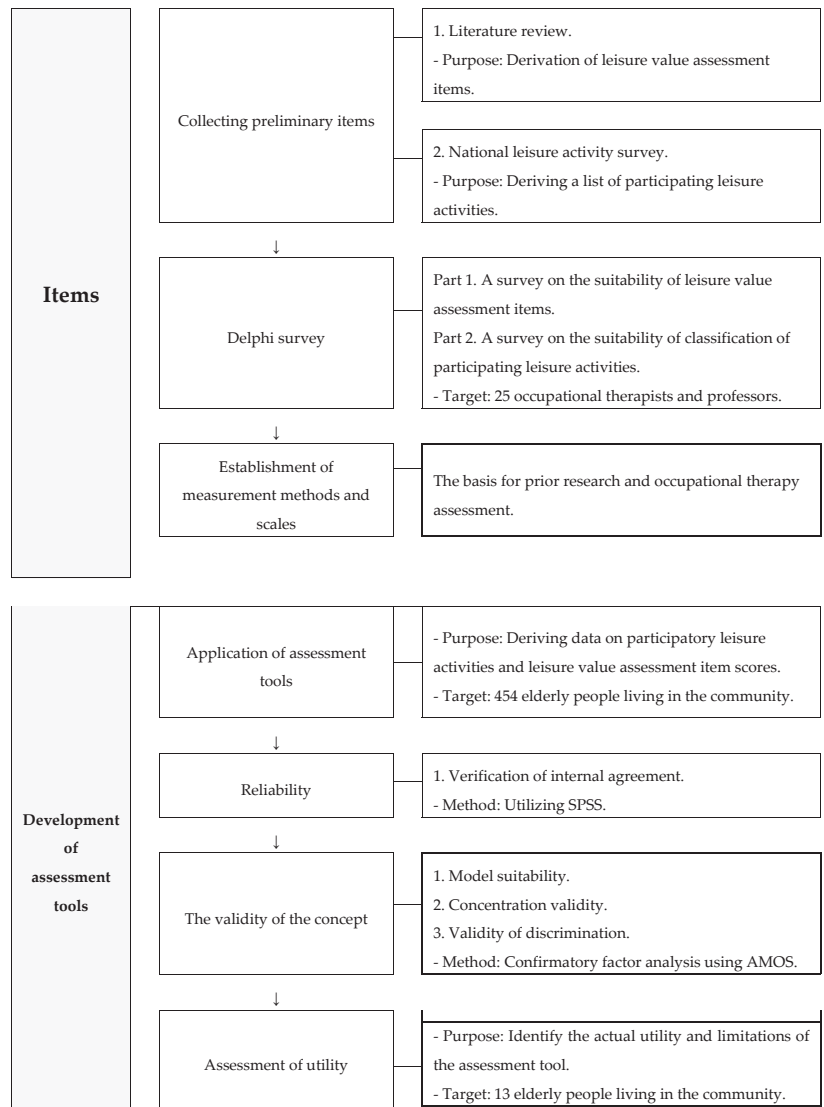 Items
Collecting preliminary items
1. Literature review.
- Purpose: Derivation of leisure value assessment
items.
2. National leisure activity survey.
- Purpose: Deriving a list of participating leisure
activities.
↓
Delphi survey
Part 1. A survey on the suitability of leisure value
assessment items.
Part 2. A survey on the suitability of classification of
participating leisure activities.
- Target: 25 occupational therapists and professors.
↓
Establishment of
measurement methods and
scales
The basis for prior research and occupational therapy
assessment.
Development
of
assessment
tools
Application of assessment
tools
- Purpose: Deriving data on participatory leisure
activities and leisure value assessment item scores.
- Target: 454 elderly people living in the community.
↓
Reliability
1. Verification of internal agreement.
- Method: Utilizing SPSS.
↓
The validity of the concept
1. Model suitability.
2. Concentration validity.
3. Validity of discrimination.
- Method: Confirmatory factor analysis using AMOS.
↓
Assessment of utility
- Purpose: Identify the actual utility and limitations of
the assessment tool.
- Target: 13 elderly people living in the community.